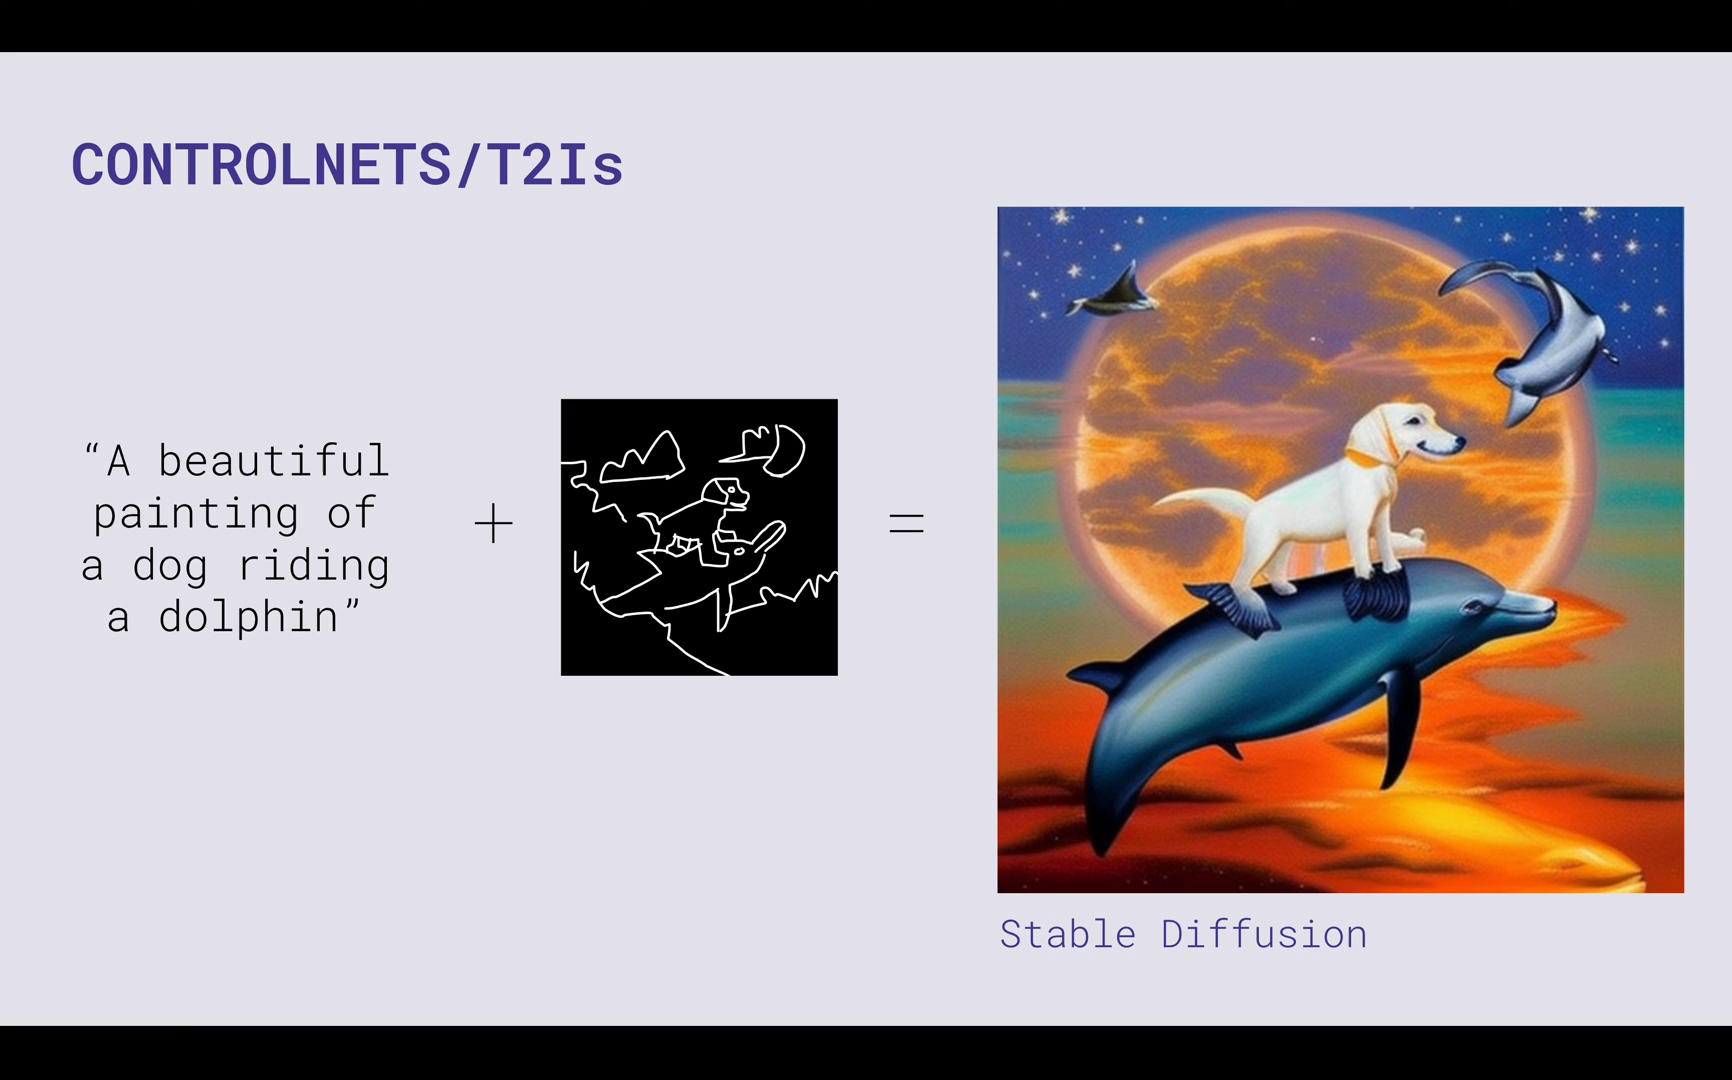 CONTROLNETS/T2Is
“A beautiful
painting of
a dog riding
a dolphin”
+
=
Stable Diffusion